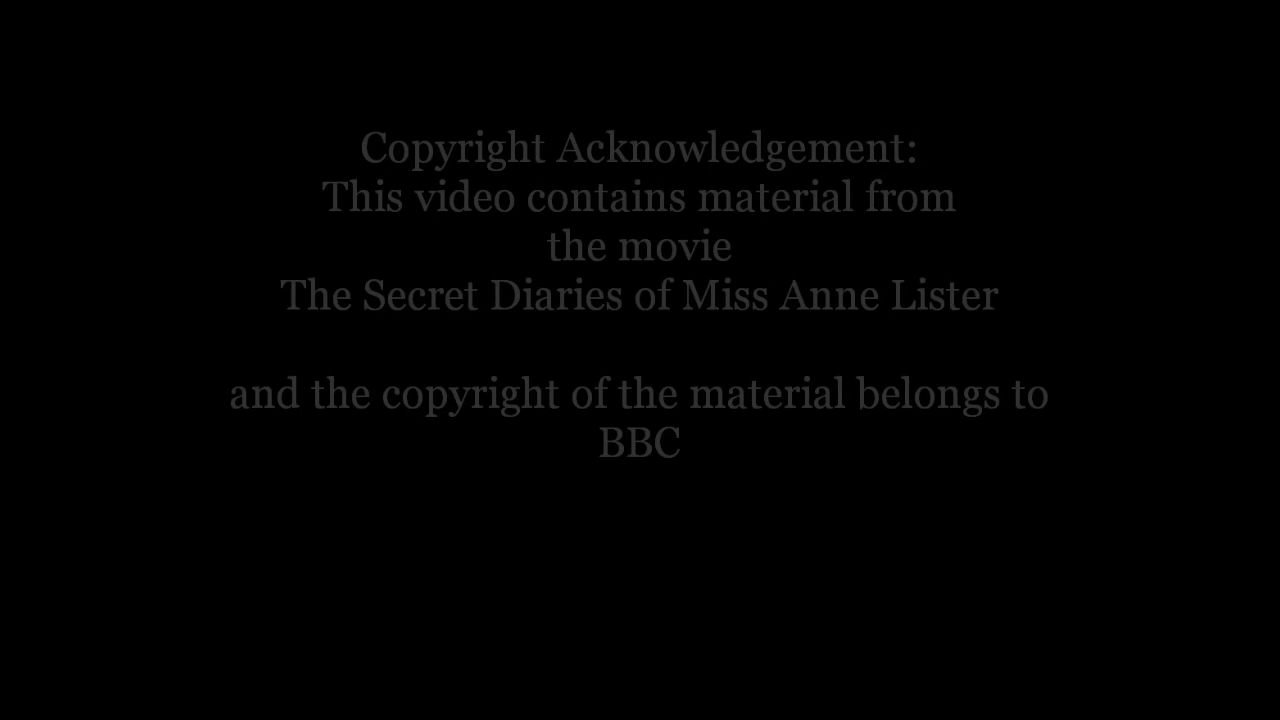 Copyright Acknowledgement:
This video contains material from
the movie
The Secret Diaries of Miss Anne Lister
and the copyright of the material belongs to
BBC